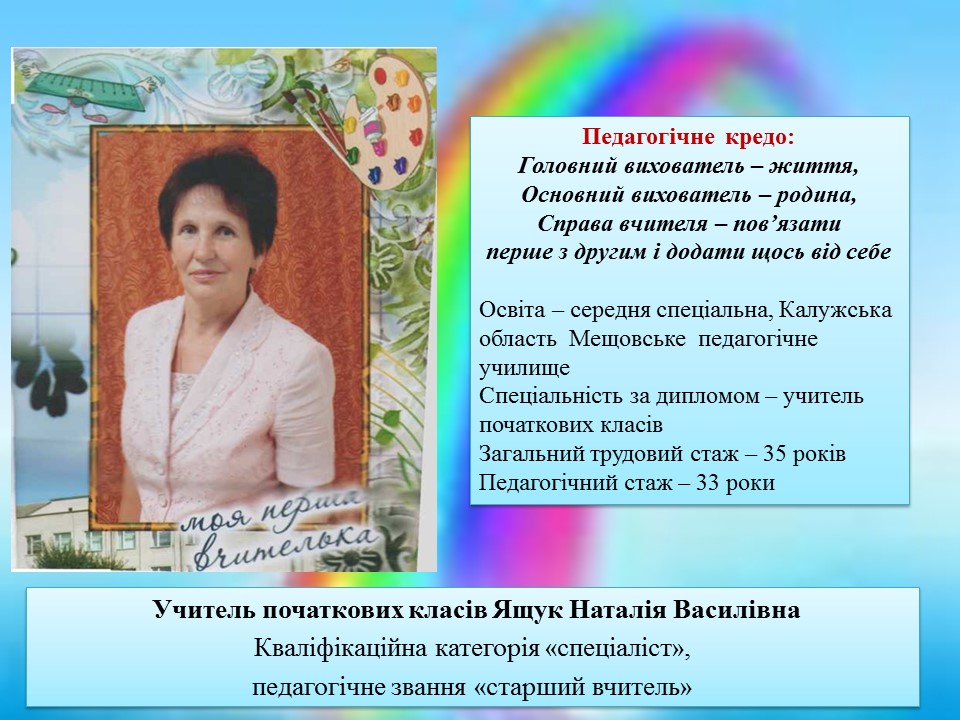 Педагогічне кредо:
Головний вихователь – життя,
Основний вихователь – родина,
Справа вчителя – пов’язати
перше з другим і додати щось від себе
Освіта – середня спеціальна, Калужська
область Мещовське педагогічне
училище
Спеціальність за дипломом – учитель
початкових класів
Загальний трудовий стаж – 35 років
Педагогічний стаж – 33 роки
моя перша
вчителька
Учитель початкових класів Ящук Наталія Василівна
Кваліфікаційна категорія «спеціаліст»,
педагогічне звання «старший вчитель»